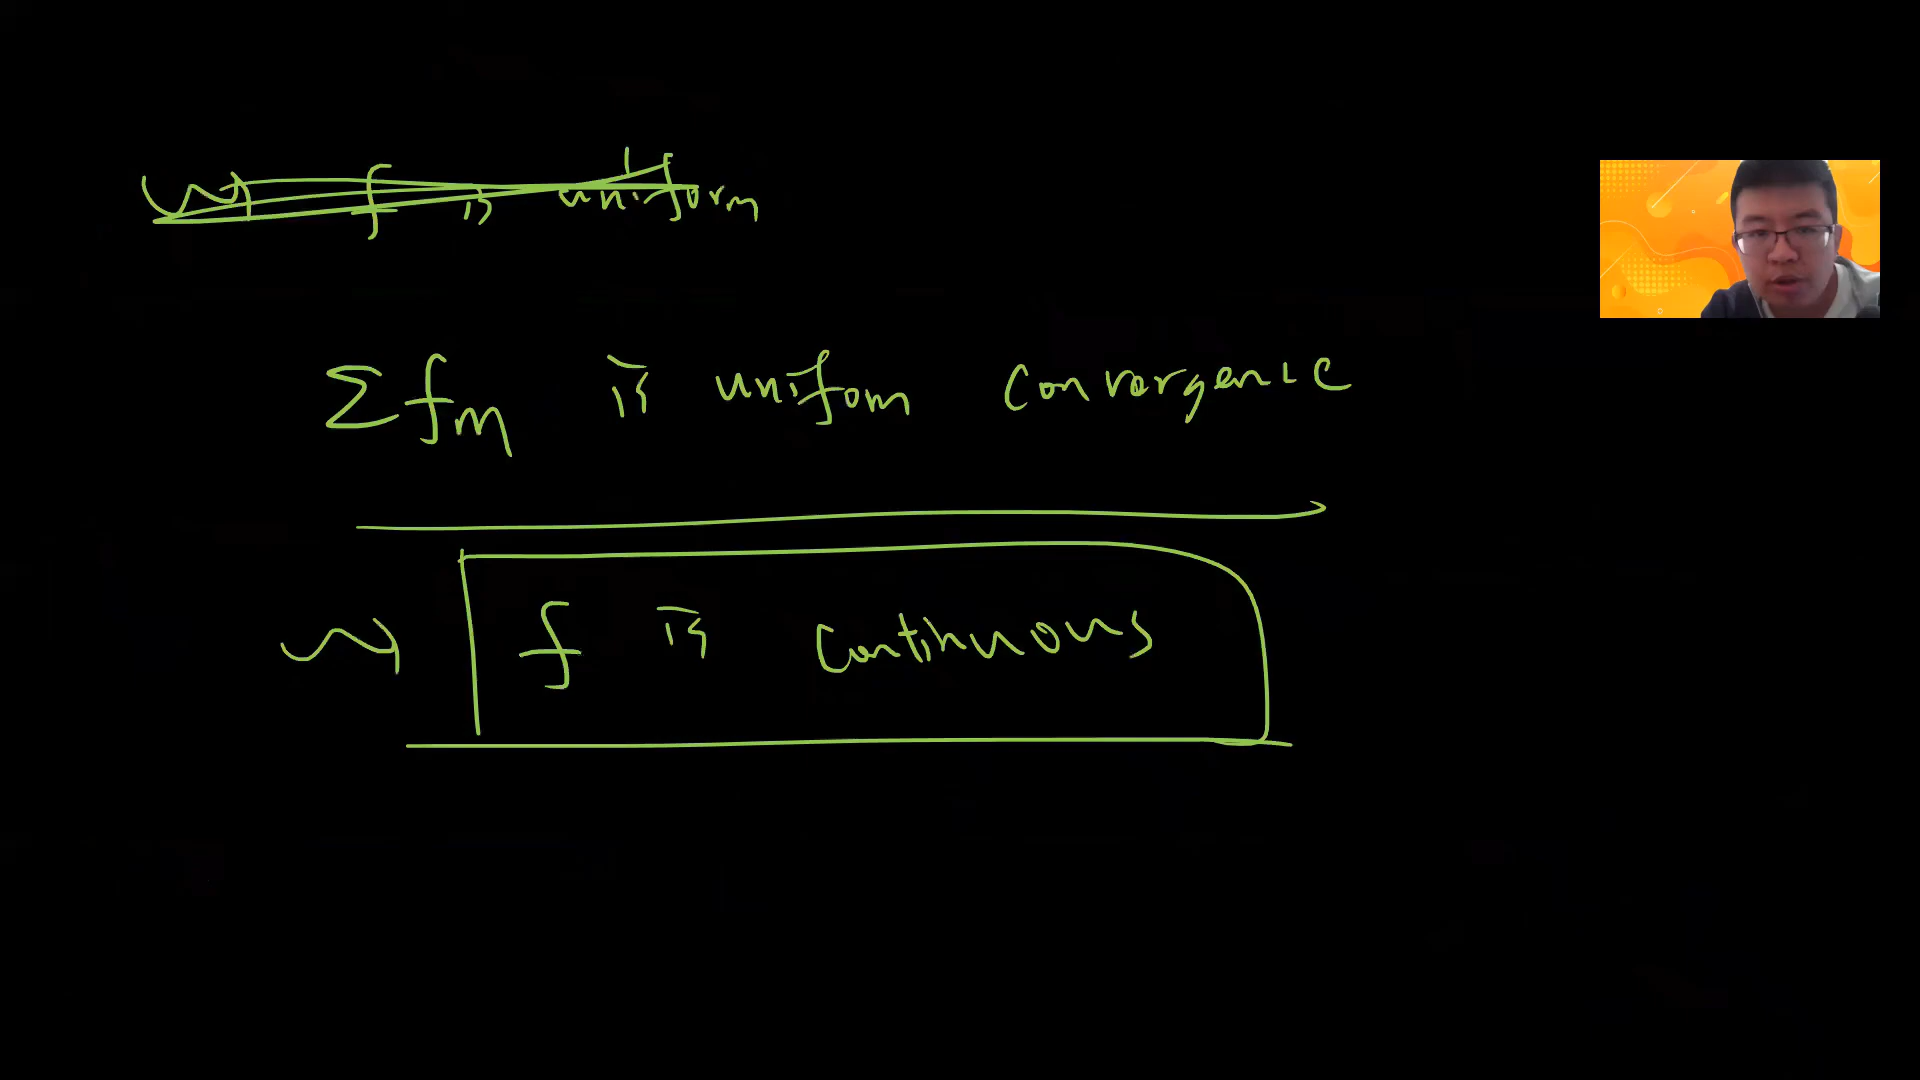 f is uniform
Σfm is uniform convergence
f is continuous